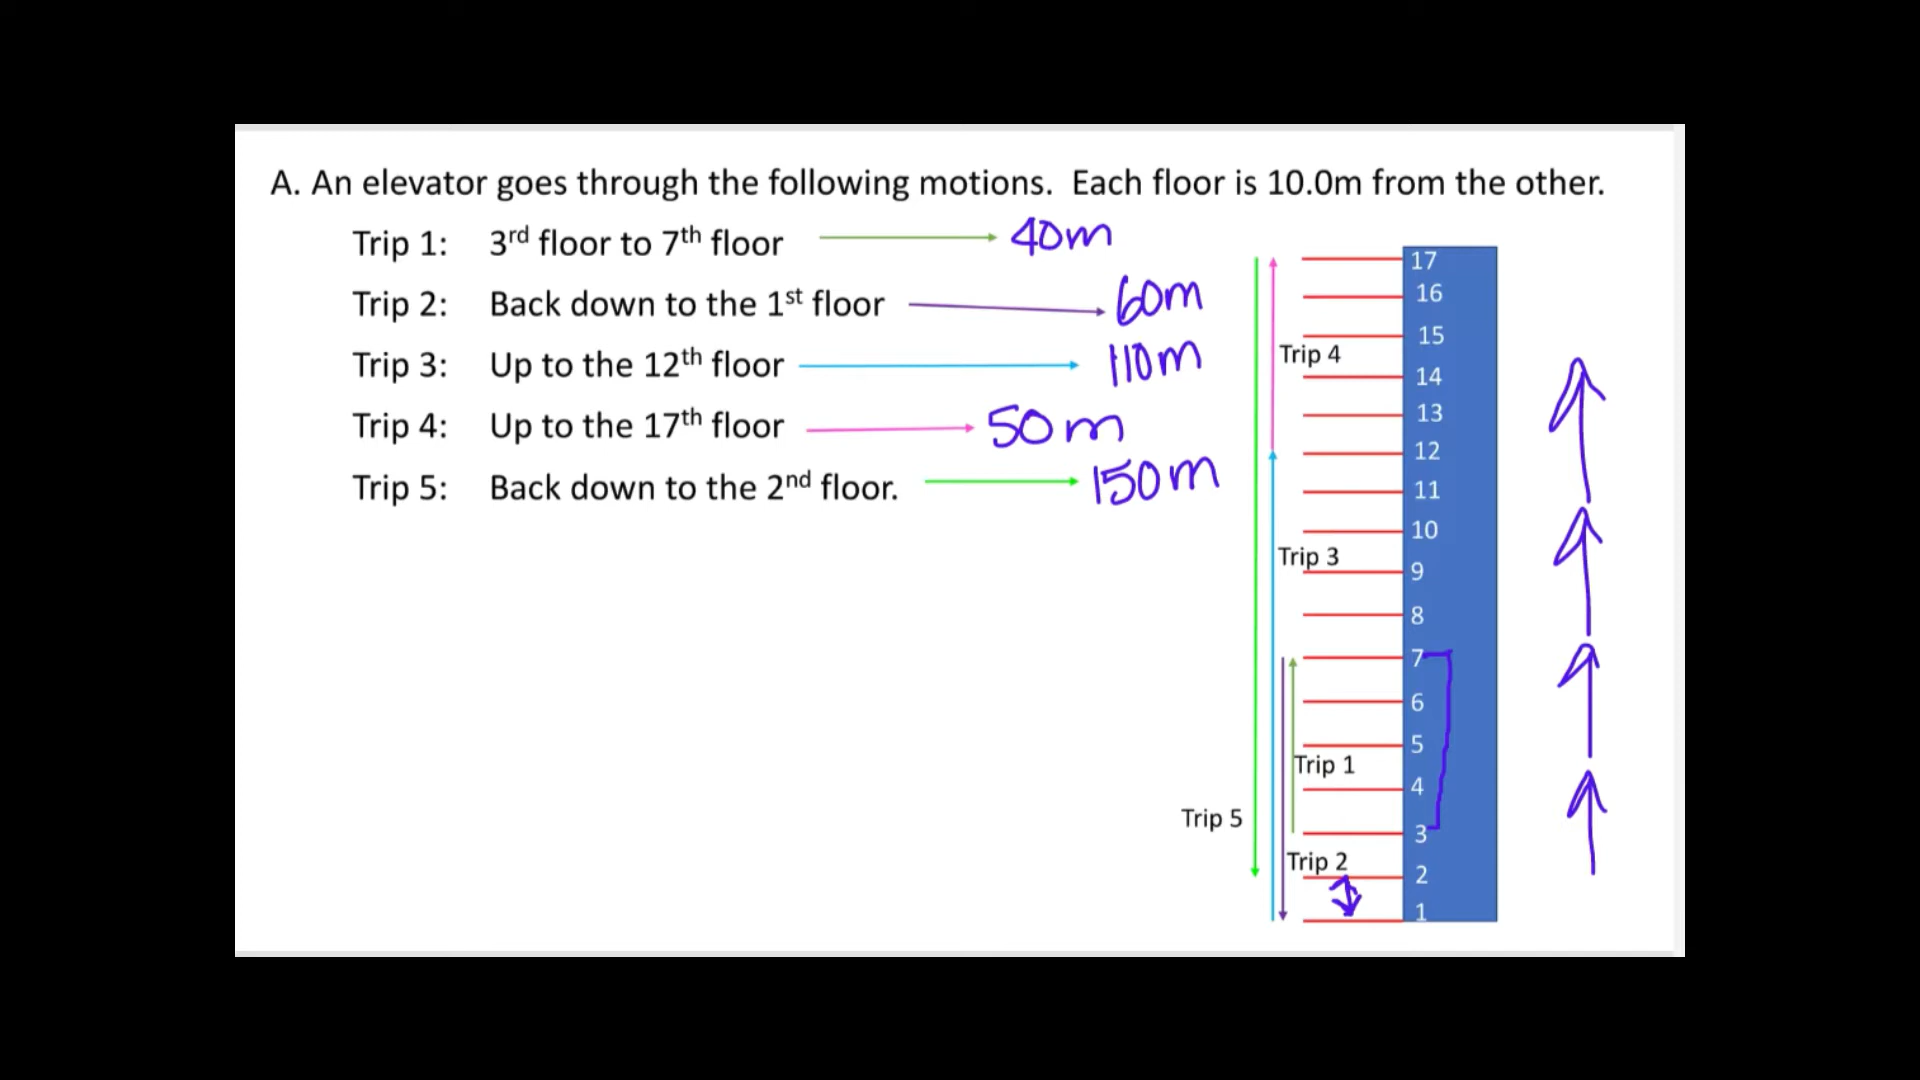 A. An elevator goes through the following motions. Each floor is 10.0m from the other.
Trip 1: 3rd floor to 7th floor 40m
Trip 2: Back down to the 1st floor 60m
Trip 3: Up to the 12th floor 110m
Trip 4: Up to the 17th floor 50m
Trip 5: Back down to the 2nd floor. 150m
17
16
15
Trip 4
14
13
12
11
10
Trip 3
9
8
7
6
5
Trip 1
4
Trip 5
3
Trip 2
2
1